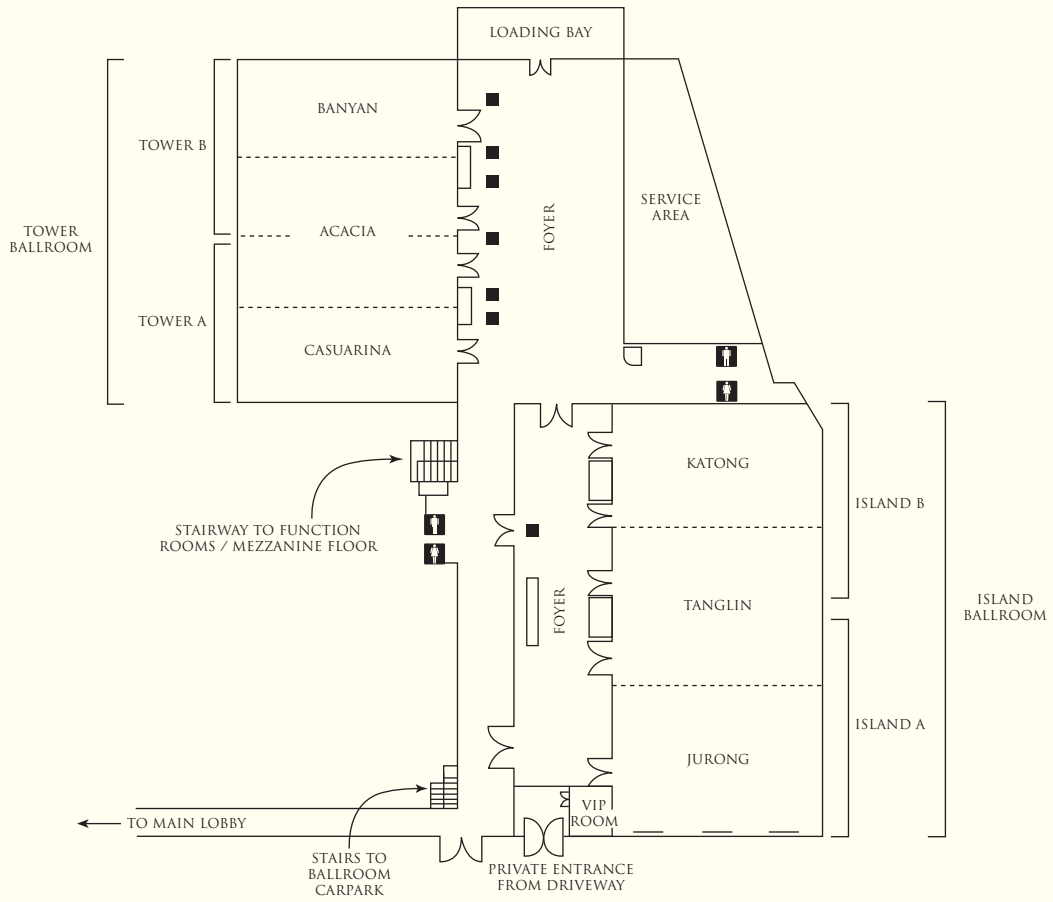 LOADING BAY
BANYAN
TOWER B
SERVICE
AREA
TOWER
BALLROOM
ACACIA
FOYER
TOWER A
CASUARINA
KATONG
ISLAND B
STAIRWAY TO FUNCTION
ROOMS / MEZZANINE FLOOR
FOYER
TANGLIN
ISLAND
BALLROOM
ISLAND A
JURONG
VIP
ROOM
TO MAIN LOBBY
STAIRS TO
BALLROOM
CARPARK
PRIVATE ENTRANCE
FROM DRIVEWAY